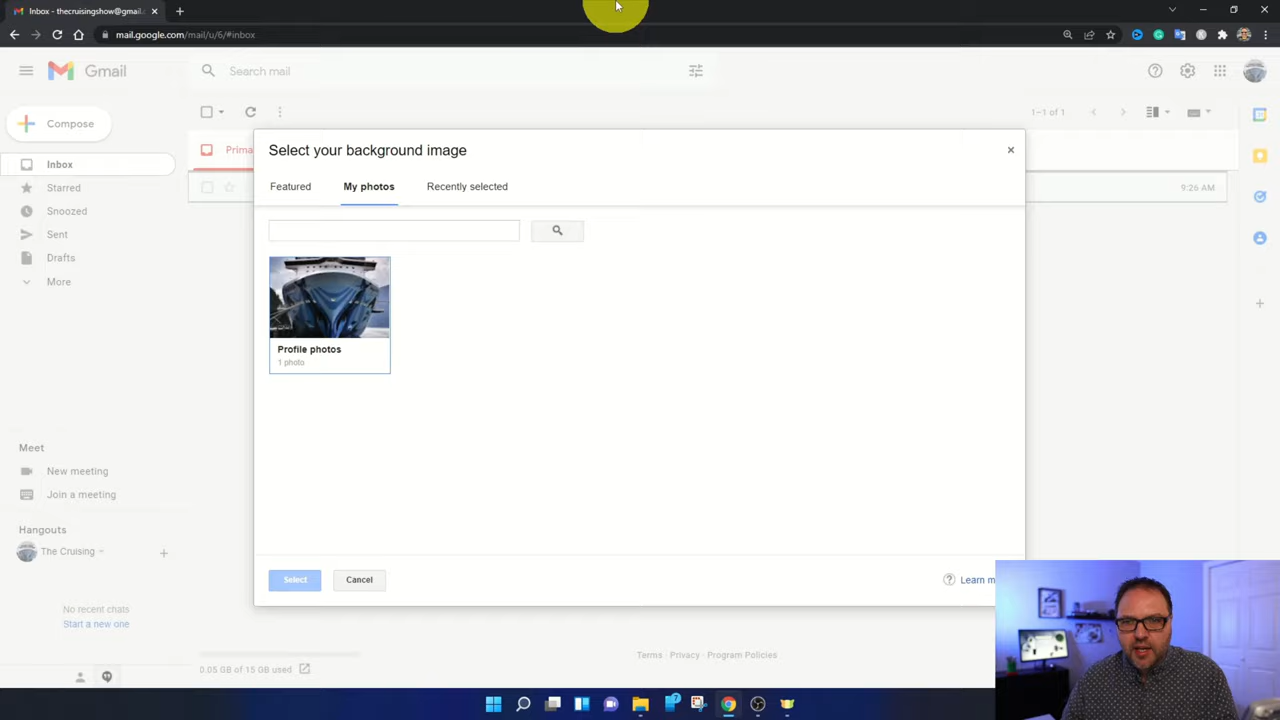 Inbox - thecruisingshow@gmail.
mail.google.com/mail/u/6/#inbox
Gmail
Search mail
Compose
1–1 of 1
Inbox
Starred
Snoozed
Sent
Drafts
More
Prima
9:26 AM
Select your background image
Featured
My photos
Recently selected
Profile photos
1 photo
Select
Cancel
Learn m
Meet
New meeting
Join a meeting
Hangouts
The Cruising
No recent chats
Start a new one
0.05 GB of 15 GB used
Terms · Privacy · Program Policies
7